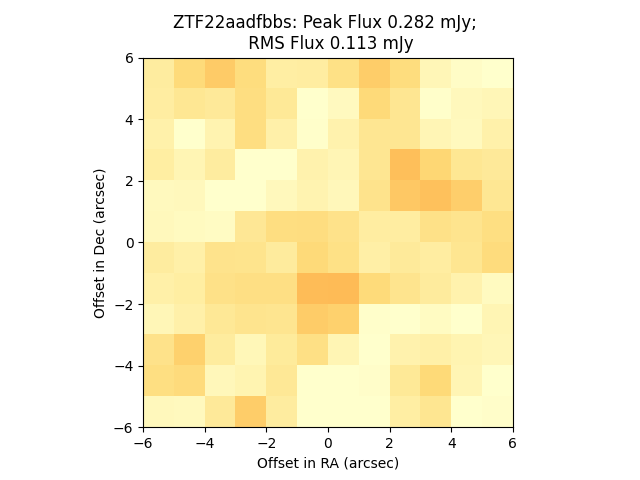 ZTF22aadfbbs: Peak Flux 0.282 mJy;
RMS Flux 0.113 mJy
6
4
2
0
−2
−4
−6
Offset in Dec (arcsec)
−6 −4 −2 0 2 4 6
Offset in RA (arcsec)